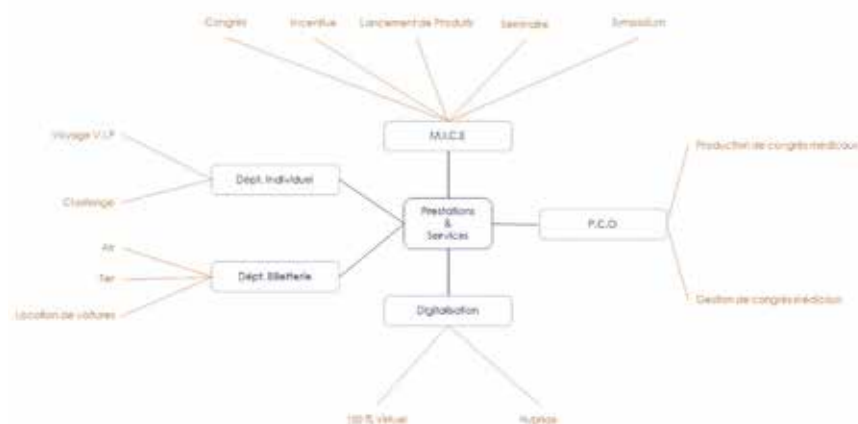 Congrès
Incentive
Lancement de Produits
Séminaire
Symposium
M.I.C.E
Voyage V.I.P
Dépt. Individuel
Challenge
Prestations
&
Services
Production de congrès médicaux
P.C.O
Gestion de congrès médicaux
Air
Fer
Location de voitures
Dépt. Billetterie
Digitalisation
100 % Virtuel
Hybride